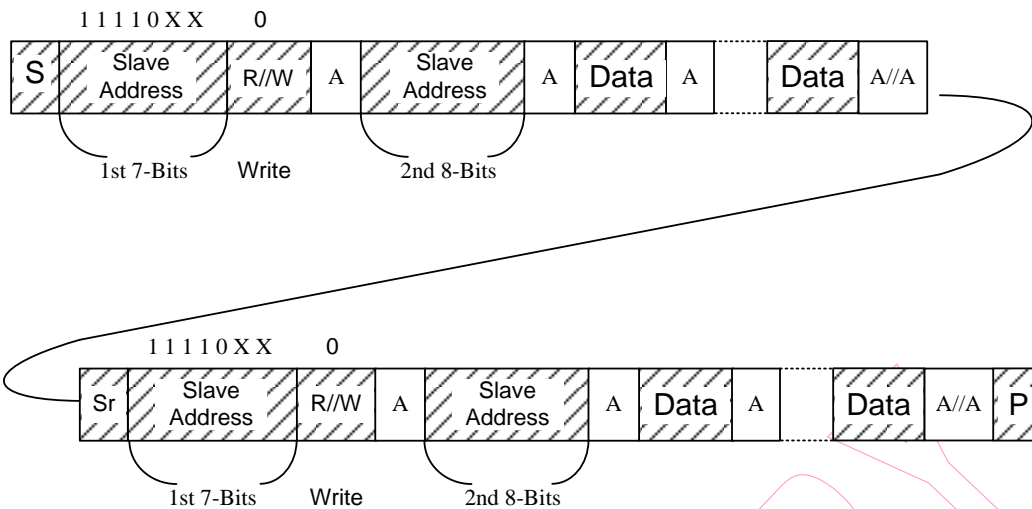 1 1 1 1 0 X X 0
S Slave Address R//W A Slave Address A Data A Data A//A
1st 7-Bits Write 2nd 8-Bits
1 1 1 1 0 X X 0
Sr Slave Address R//W A Slave Address A Data A Data A//A P
1st 7-Bits Write 2nd 8-Bits